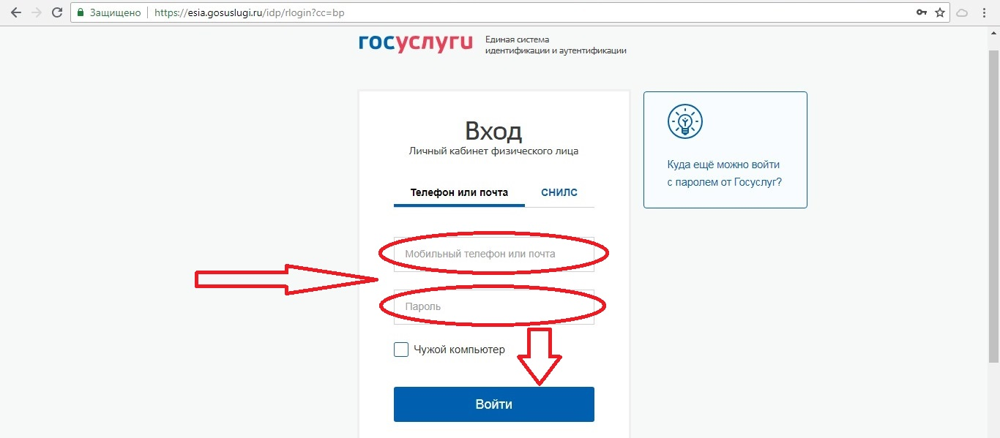 Защищено
https://esia.gosuslugi.ru/idp/rlogin?cc=bp
госуслуги
Единая система
идентификации и аутентификации
Вход
Личный кабинет физического лица
Телефон или почта
СНИЛС
Мобильный телефон или почта
Пароль
Чужой компьютер
Войти
Куда ещё можно войти
с паролем от Госуслуг?